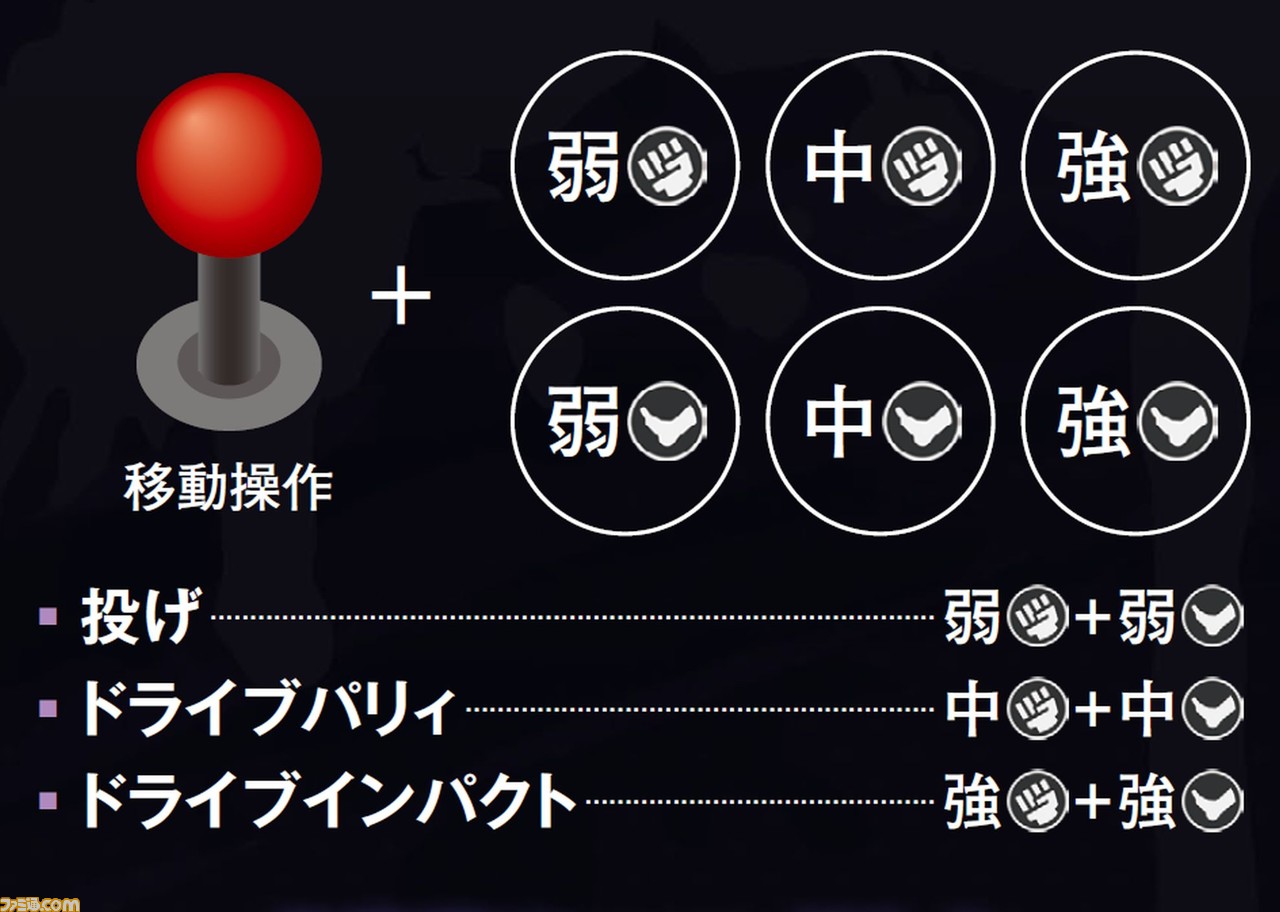 弱 中 強
+
弱 中 強
移動操作
投げ 弱+弱
ドライブパリィ 中+中
ドライブインパクト 強+強
ファミ通.com